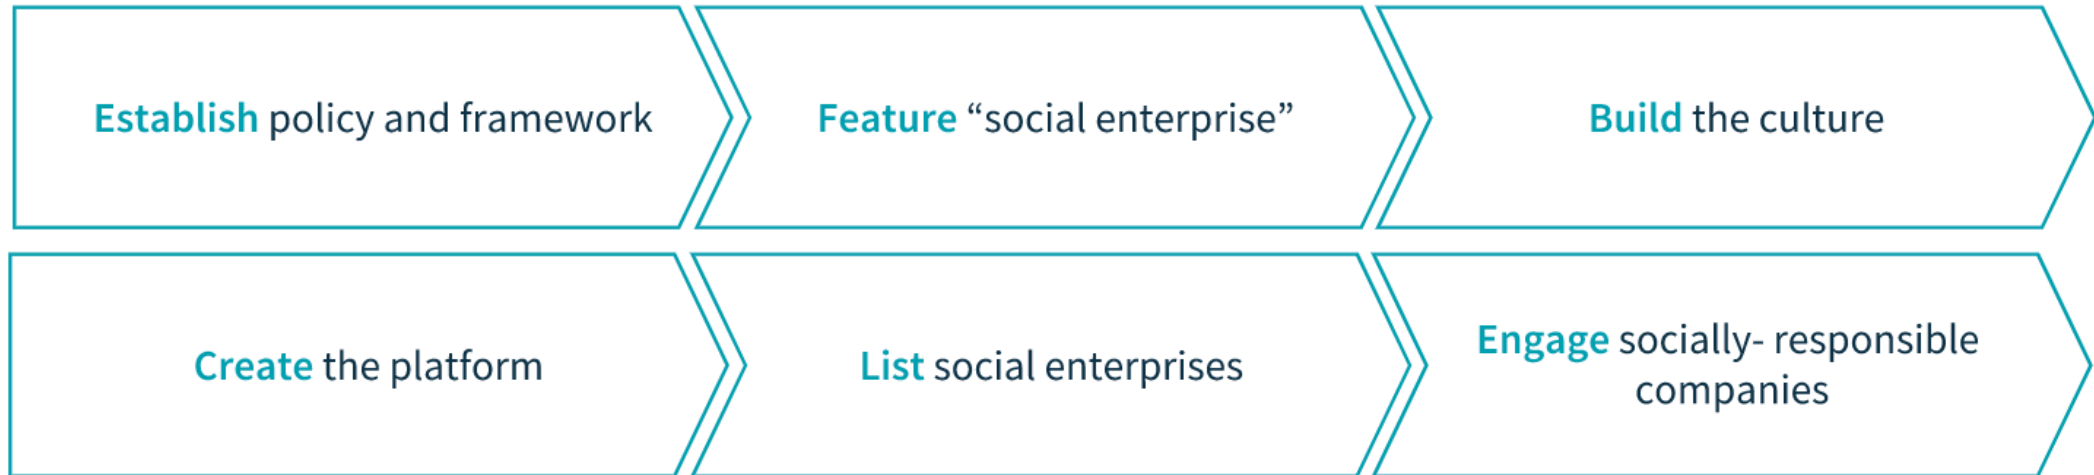 Establish policy and framework
Feature “social enterprise”
Build the culture
Create the platform
List social enterprises
Engage socially- responsible
companies